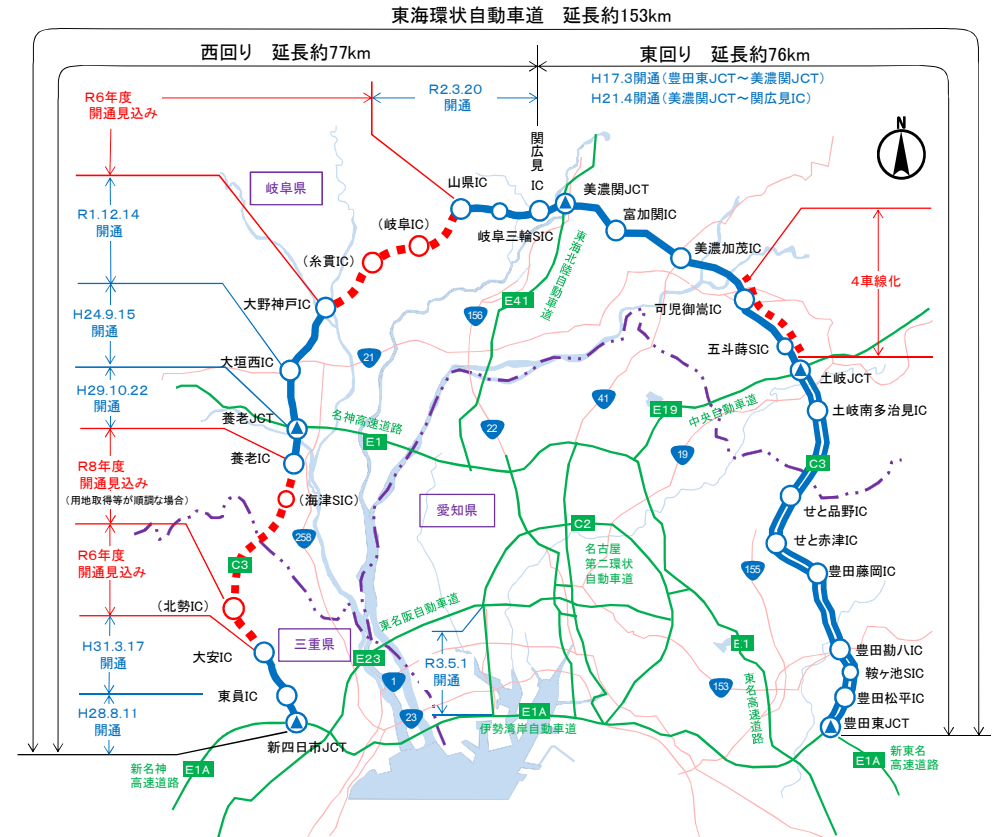 東海環状自動車道　延長約153km
西回り　延長約77km
東回り　延長約76km
H17.3開通(豊田東JCT～美濃関JCT)
H21.4開通(美濃関JCT～関広見IC)
R6年度
開通見込み
R2.3.20
開通
N
関広見IC
山県IC
美濃関JCT
岐阜県
R1.12.14
開通
(岐阜IC)
岐阜三輪SIC
富加関IC
美濃加茂IC
(糸貫IC)
東海北陸自動車道
4車線化
大野神戸IC
E41
可児御嵩IC
H24.9.15
開通
156
五斗蒔SIC
21
大垣西IC
土岐JCT
H29.10.22
開通
41
E19
中央自動車道
土岐南多治見IC
養老JCT
名神高速道路
E1
22
19
養老IC
C3
R8年度
開通見込み
(用地取得等が順調な場合)
(海津SIC)
愛知県
せと品野IC
C2
258
せと赤津IC
名古屋
第二環状
自動車道
R6年度
開通見込み
C3
155
豊田藤岡IC
(北勢IC)
東名阪自動車道
H31.3.17
開通
三重県
大安IC
E23
R3.5.1
開通
E1
豊田勘八IC
鞍ヶ池SIC
1
153
東名高速道路
東員IC
豊田松平IC
H28.8.11
開通
23
E1A
豊田東JCT
伊勢湾岸自動車道
新四日市JCT
新名神
高速道路
E1A
E1A
新東名
高速道路